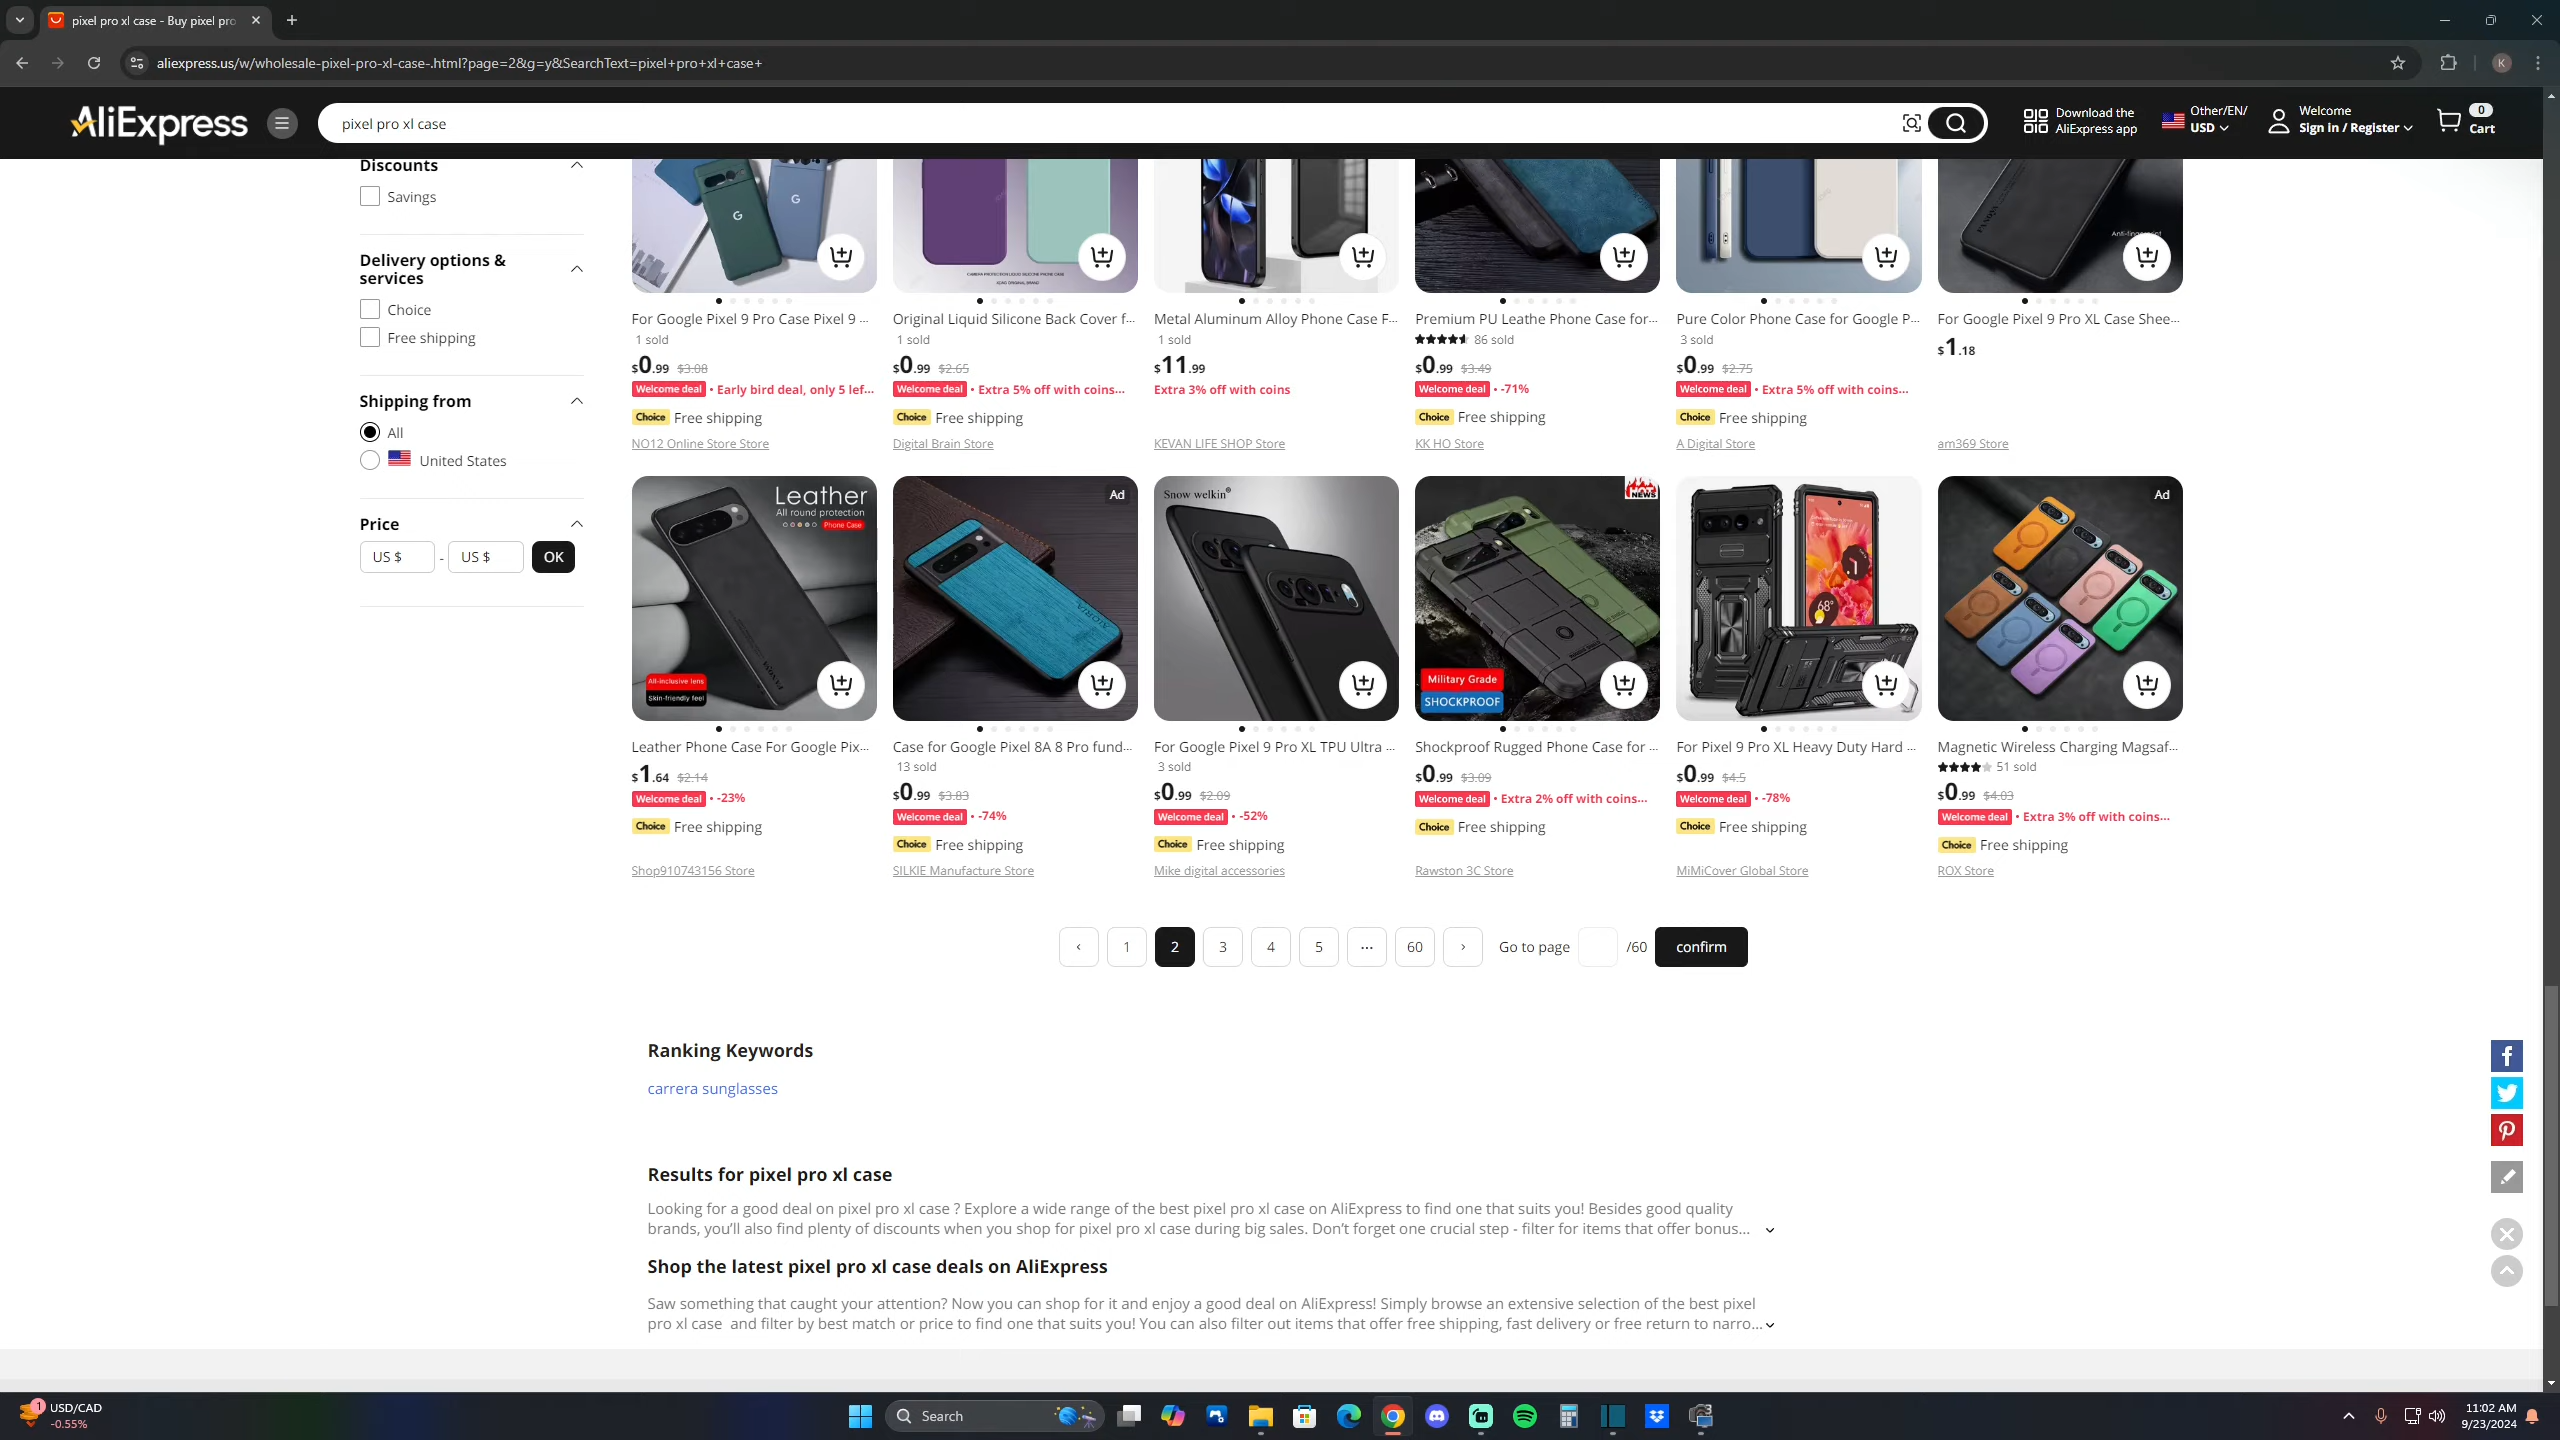 pixel pro xl case - Buy pixel pro
aliexpress.us/w/wholesale-pixel-pro-xl-case-.html?page=2&g=y&SearchText=pixel+pro+xl+case+
K
AliExpress
pixel pro xl case
Download the
AliExpress app
Other/EN/
USD
Welcome
Sign in / Register
0
Cart
Discounts
Savings
Delivery options &
services
Choice
Free shipping
Shipping from
All
United States
Price
US $ - US $ OK
G G
CAMERA PROTECTION LIQUID SILICONE PHONE CASE
For Google Pixel 9 Pro Case Pixel 9 ...
1 sold
$0.99 $3.08
Welcome deal • Early bird deal, only 5 lef...
Choice Free shipping
NO12 Online Store Store
Original Liquid Silicone Back Cover f...
1 sold
$0.99 $2.65
Welcome deal • Extra 5% off with coins...
Choice Free shipping
Digital Brain Store
Metal Aluminum Alloy Phone Case F...
1 sold
$11.99
Extra 3% off with coins
KEVAN LIFE SHOP Store
Premium PU Leathe Phone Case for...
86 sold
$0.99 $3.49
Welcome deal • -71%
Choice Free shipping
KK HO Store
Pure Color Phone Case for Google P...
3 sold
$0.99 $2.75
Welcome deal • Extra 5% off with coins...
Choice Free shipping
A Digital Store
For Google Pixel 9 Pro XL Case Shee...
$1.18
am369 Store
Leather
All round protection
Phone Case
All-inclusive lens
Skin-friendly feel
Leather Phone Case For Google Pix...
$1.64 $2.14
Welcome deal • -23%
Choice Free shipping
Shop910743156 Store
Ad
AIORIA
Case for Google Pixel 8A 8 Pro fund...
13 sold
$0.99 $3.83
Welcome deal • -74%
Choice Free shipping
SILKIE Manufacture Store
Snow welkin®
For Google Pixel 9 Pro XL TPU Ultra ...
3 sold
$0.99 $2.09
Welcome deal • -52%
Choice Free shipping
Mike digital accessories
NEWS
Military Grade
SHOCKPROOF
Shockproof Rugged Phone Case for ...
$0.99 $3.09
Welcome deal • Extra 2% off with coins...
Choice Free shipping
Rawston 3C Store
68°
For Pixel 9 Pro XL Heavy Duty Hard ...
$0.99 $4.5
Welcome deal • -78%
Choice Free shipping
MiMiCover Global Store
Ad
Magnetic Wireless Charging Magsaf...
51 sold
$0.99 $4.03
Welcome deal • Extra 3% off with coins...
Choice Free shipping
ROX Store
‹ 1 2 3 4 5 ... 60 › Go to page /60 confirm
Ranking Keywords
carrera sunglasses
Results for pixel pro xl case
Looking for a good deal on pixel pro xl case ? Explore a wide range of the best pixel pro xl case on AliExpress to find one that suits you! Besides good quality
brands, you'll also find plenty of discounts when you shop for pixel pro xl case during big sales. Don't forget one crucial step - filter for items that offer bonus...
Shop the latest pixel pro xl case deals on AliExpress
Saw something that caught your attention? Now you can shop for it and enjoy a good deal on AliExpress! Simply browse an extensive selection of the best pixel
pro xl case and filter by best match or price to find one that suits you! You can also filter out items that offer free shipping, fast delivery or free return to narro...
1
USD/CAD
-0.55%
Search
11:02 AM
9/23/2024